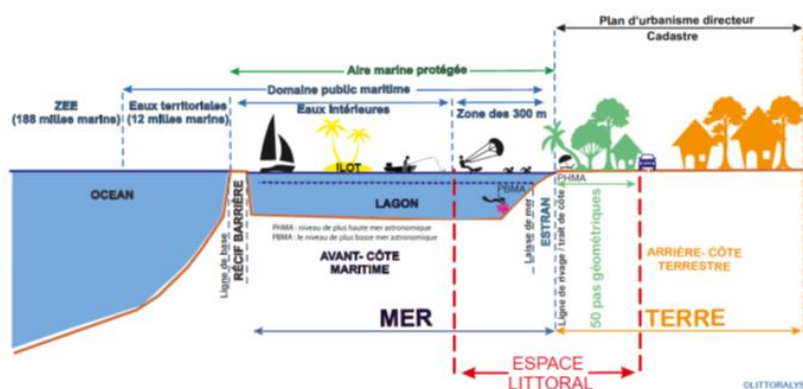 Plan d'urbanisme directeur
Cadastre
Aire marine protégée
Domaine public maritime
ZEE
(188 milles marins)
Eaux territoriales
(12 milles marins)
Eaux intérieures
Zone des 300 m
ILOT
OCEAN
LAGON
PBMA
PHMA
Ligne de base
RÉCIF BARRIÈRE
PHMA : niveau de plus haute mer astronomique
PBMA : le niveau de plus basse mer astronomique
Laisse de mer
ESTRAN
Ligne de rivage / trait de côte
50 pas géométriques
AVANT- CÔTE
MARITIME
ARRIÈRE- CÔTE
TERRESTRE
MER
TERRE
ESPACE
LITTORAL
©LITTORALYS